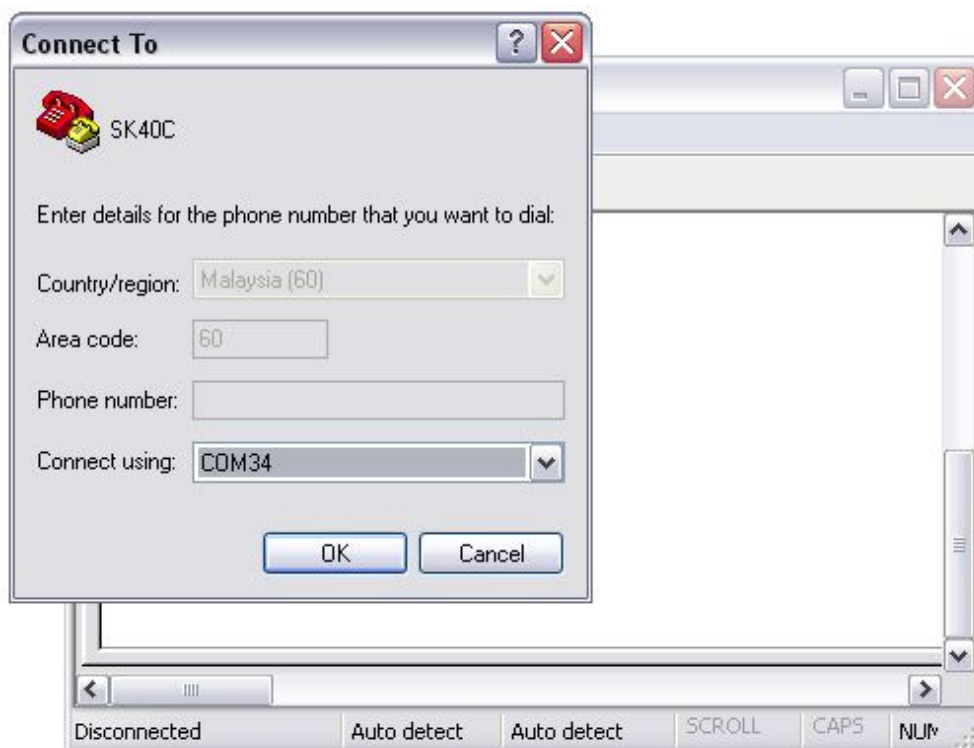 Connect To
SK40C
Enter details for the phone number that you want to dial:
Country/region: Malaysia (60)
Area code: 60
Phone number:
Connect using: COM34
OK Cancel
Disconnected Auto detect Auto detect SCROLL CAPS NUM